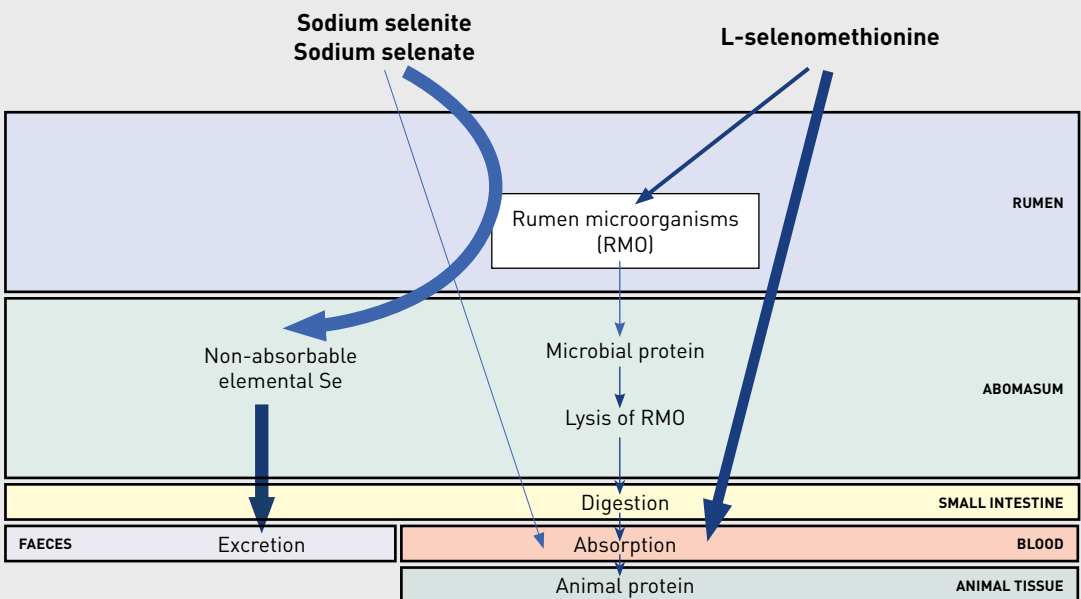 Sodium selenite
Sodium selenate
L-selenomethionine
RUMEN
Rumen microorganisms
(RMO)
Microbial protein
Non-absorbable
elemental Se
ABOMASUM
Lysis of RMO
Digestion
SMALL INTESTINE
FAECES
Excretion
Absorption
BLOOD
Animal protein
ANIMAL TISSUE